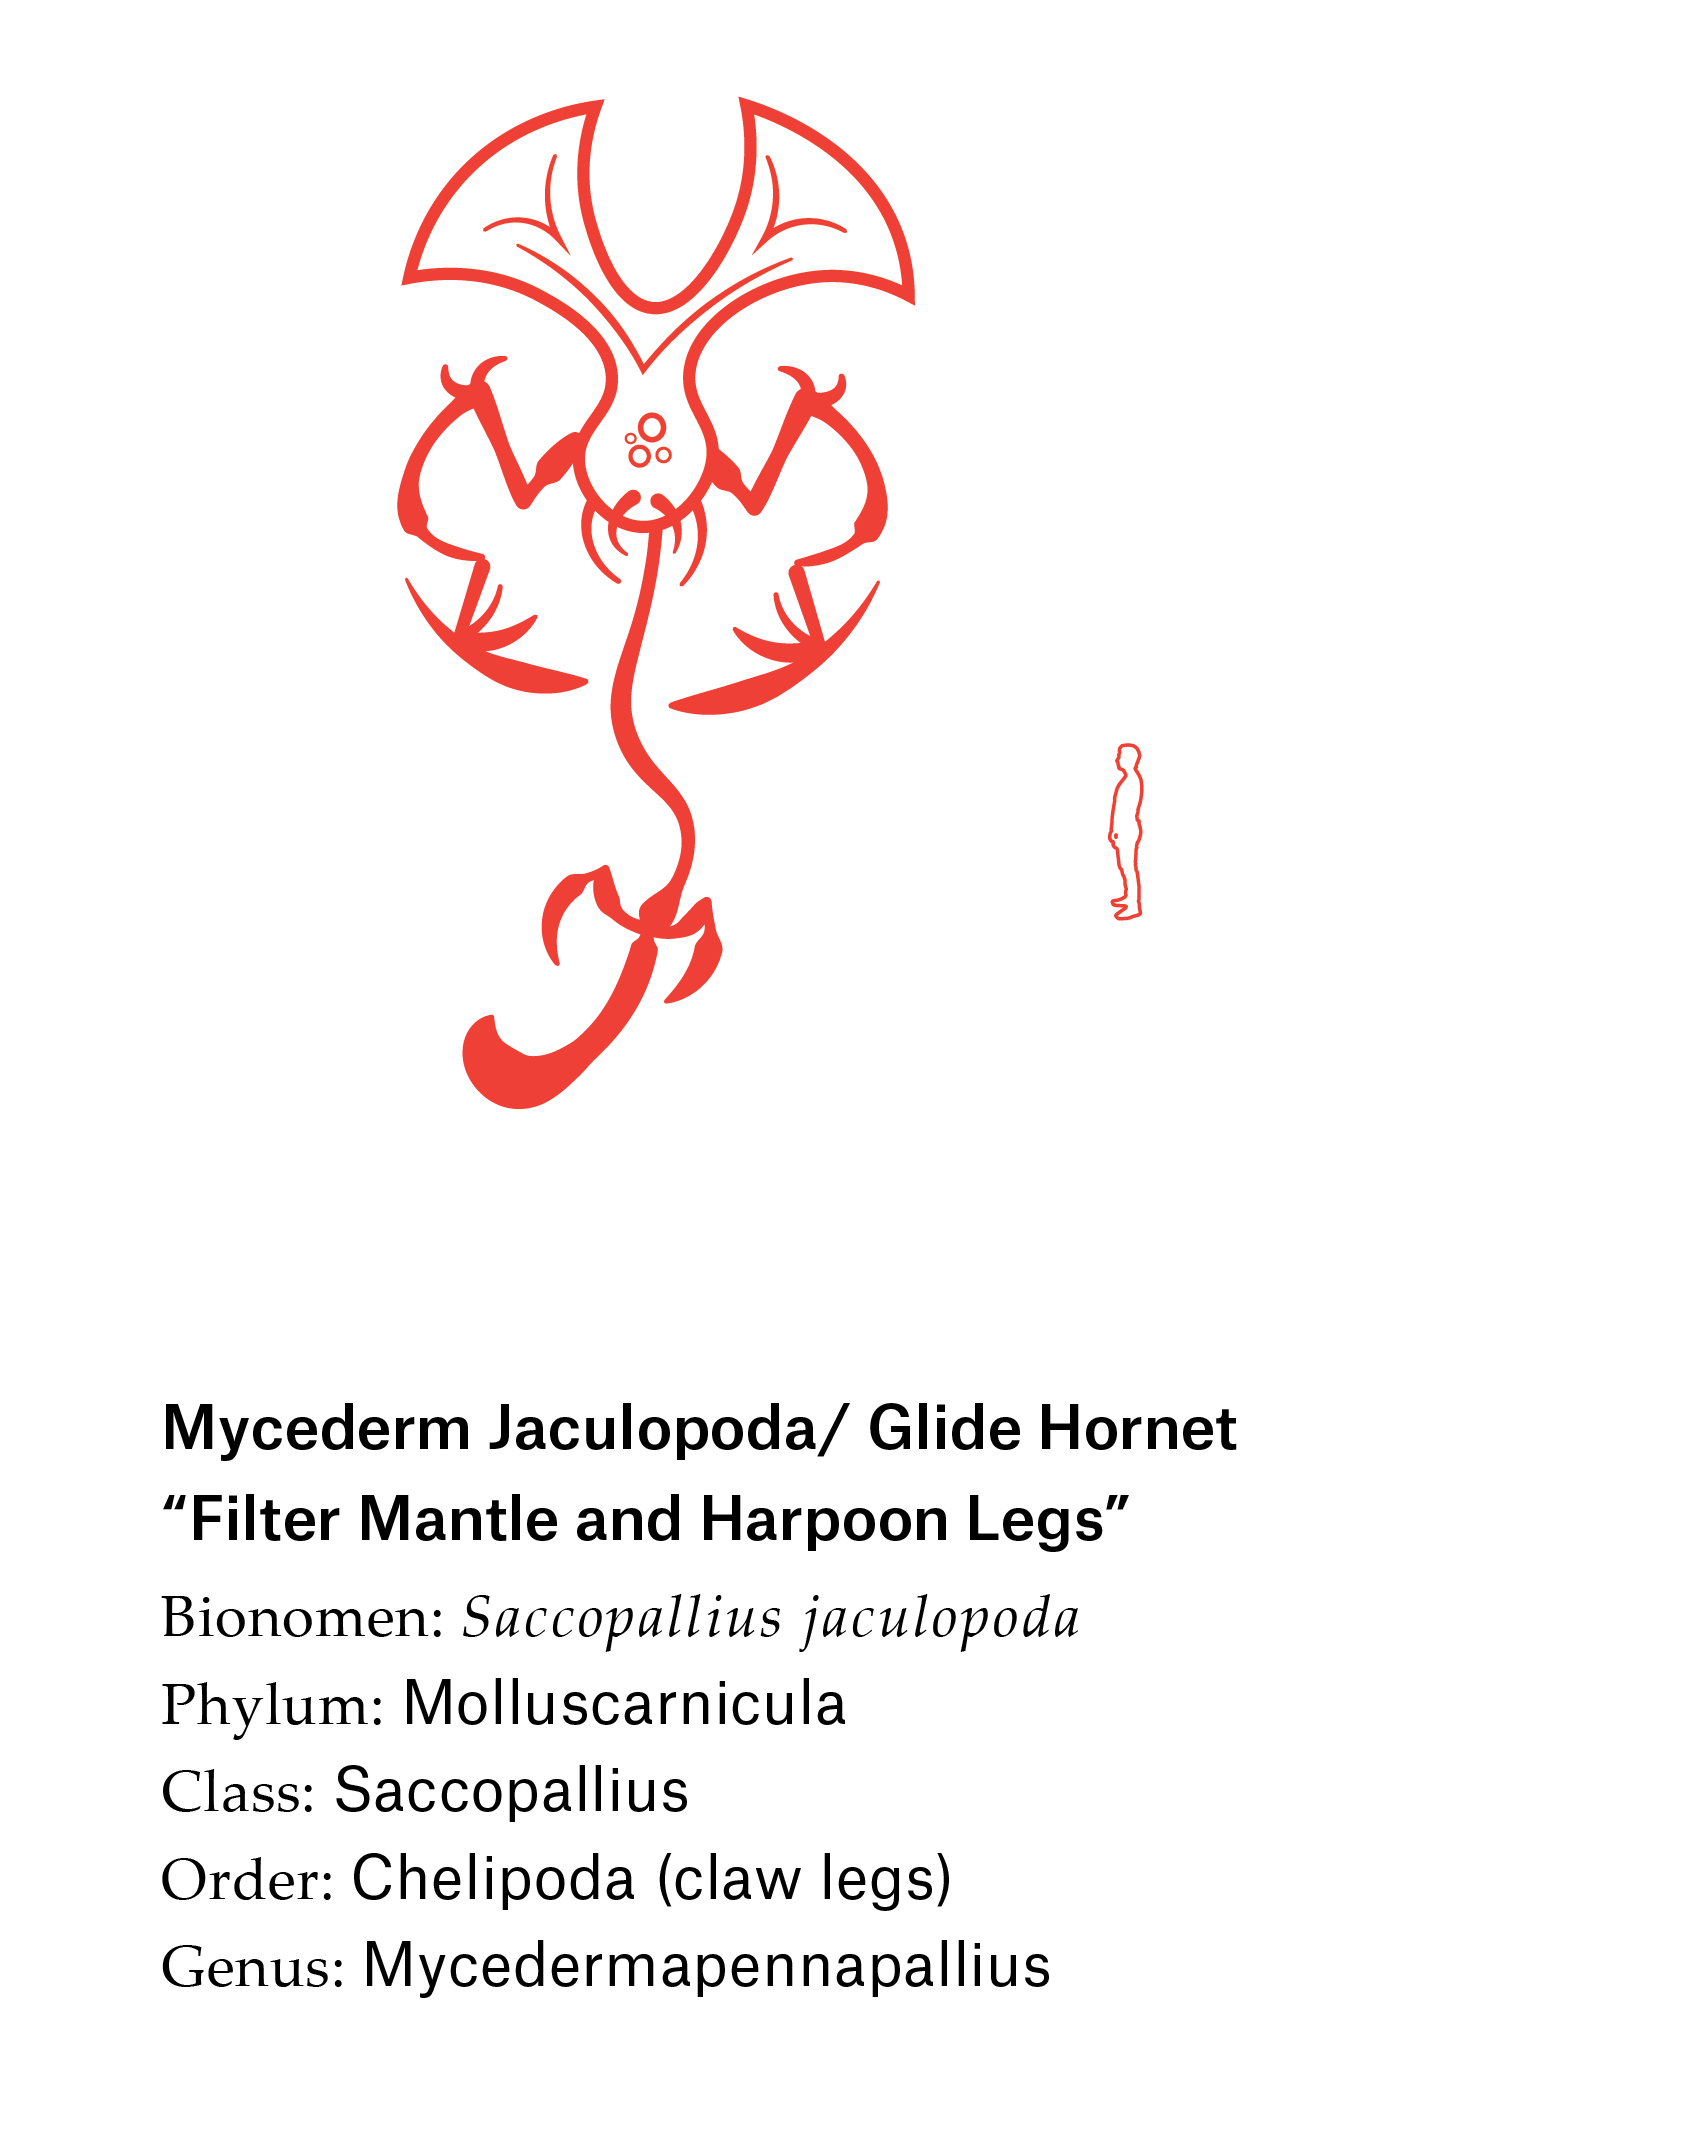 Mycederm Jaculopoda/ Glide Hornet
“Filter Mantle and Harpoon Legs”
Bionomen: Saccopallius jaculopoda
Phylum: Molluscarnicula
Class: Saccopallius
Order: Chelipoda (claw legs)
Genus: Mycedermapennapallius